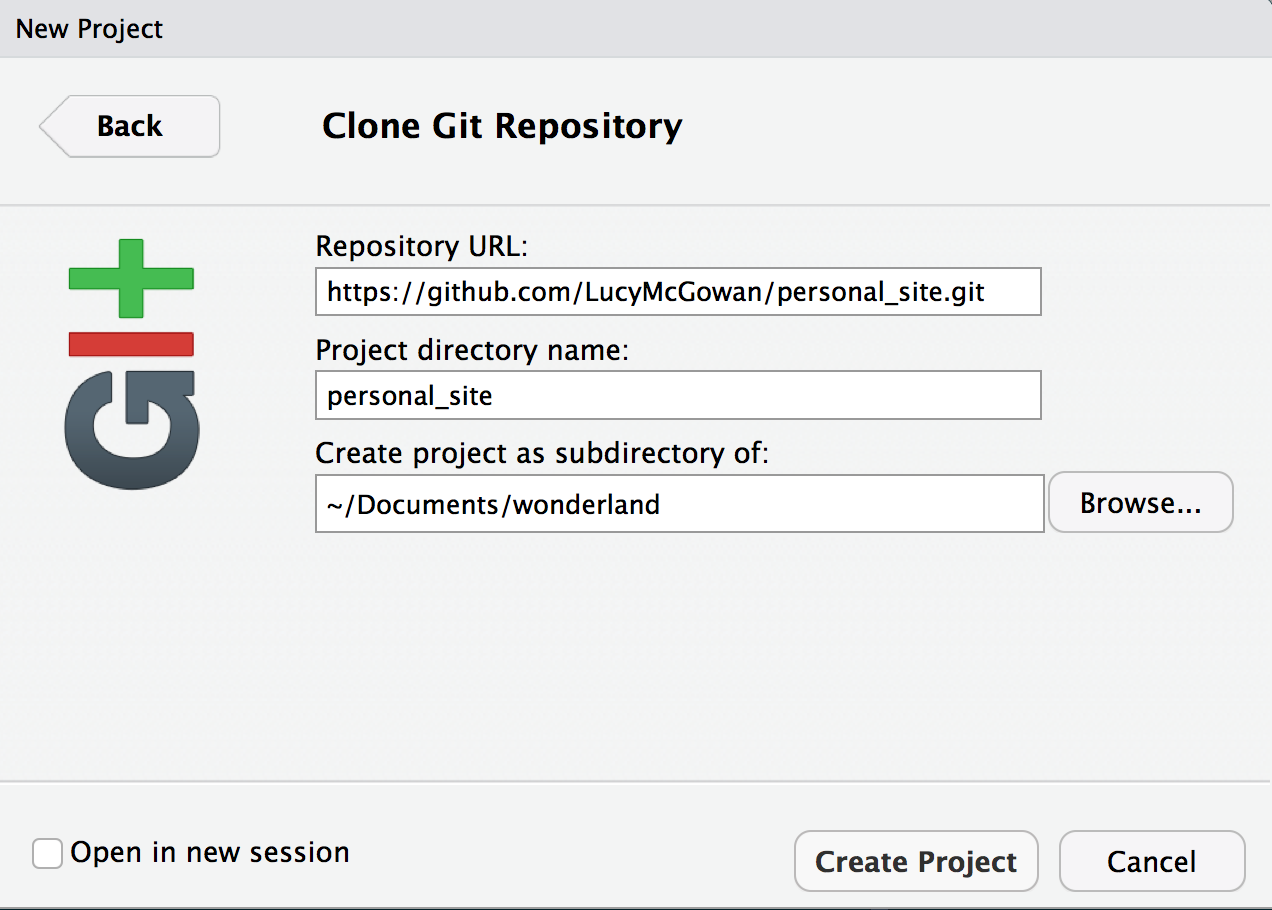 New Project
Back
Clone Git Repository
Repository URL:
https://github.com/LucyMcGowan/personal_site.git
Project directory name:
personal_site
Create project as subdirectory of:
~/Documents/wonderland
Browse...
GIT
Open in new session
Create Project
Cancel